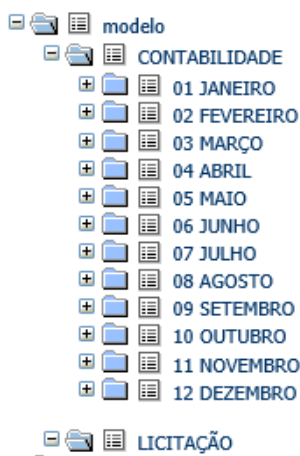 modelo
CONTABILIDADE
01 JANEIRO
02 FEVEREIRO
03 MARÇO
04 ABRIL
05 MAIO
06 JUNHO
07 JULHO
08 AGOSTO
09 SETEMBRO
10 OUTUBRO
11 NOVEMBRO
12 DEZEMBRO
LICITAÇÃO